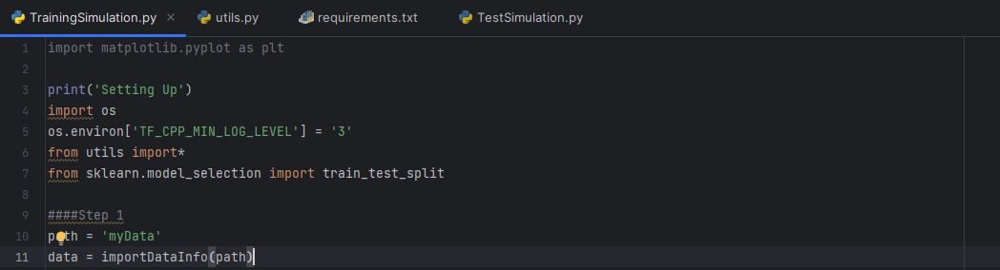 TrainingSimulation.py × utils.py requirements.txt TestSimulation.py
1 import matplotlib.pyplot as plt
2
3 print('Setting Up')
4 import os
5 os.environ['TF_CPP_MIN_LOG_LEVEL'] = '3'
6 from utils import*
7 from sklearn.model_selection import train_test_split
8
9 ####Step 1
10 path = 'myData'
11 data = importDataInfo(path)